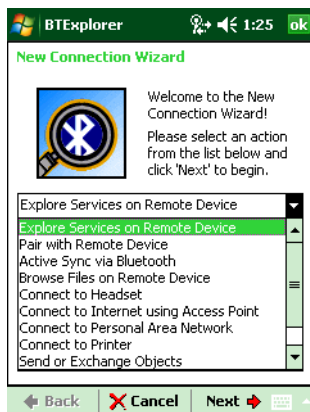 BTExplorer 1:25 ok
New Connection Wizard
Welcome to the New
Connection Wizard!
Please select an action
from the list below and
click 'Next' to begin.
Explore Services on Remote Device
Explore Services on Remote Device
Pair with Remote Device
Active Sync via Bluetooth
Browse Files on Remote Device
Connect to Headset
Connect to Internet using Access Point
Connect to Personal Area Network
Connect to Printer
Send or Exchange Objects
Back Cancel Next